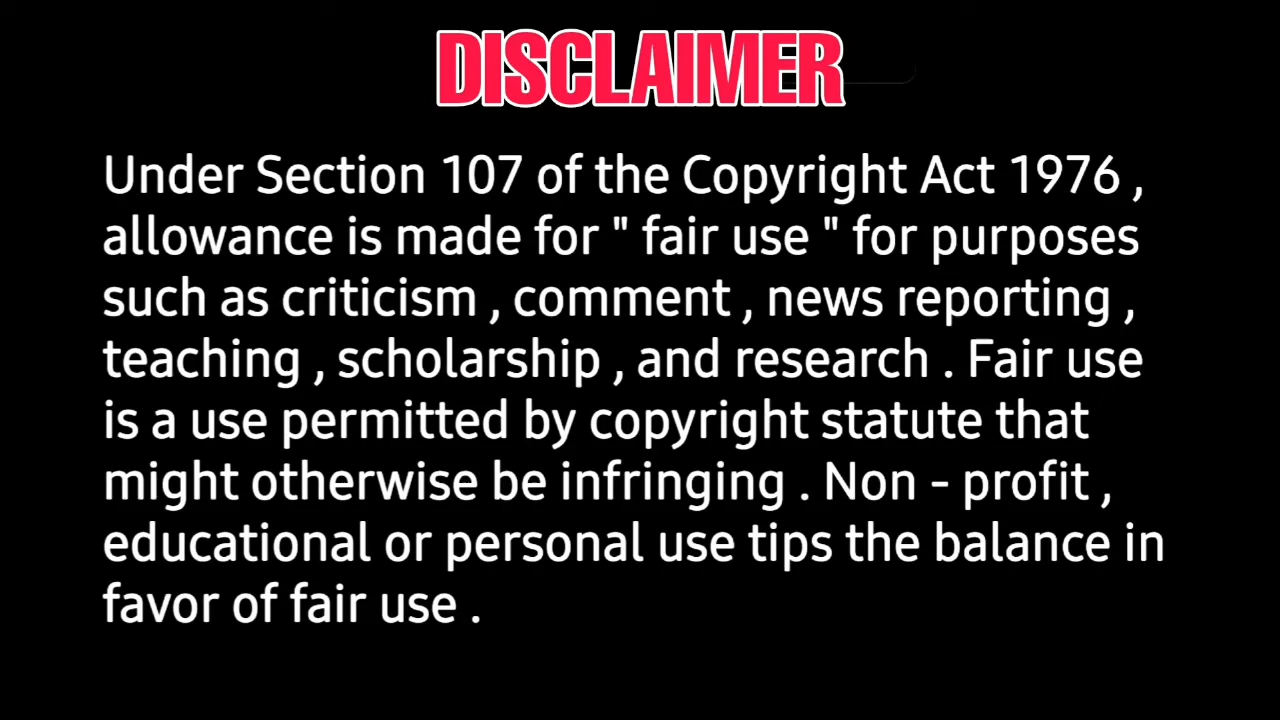 DISCLAIMER
Under Section 107 of the Copyright Act 1976 ,
allowance is made for " fair use " for purposes
such as criticism , comment , news reporting ,
teaching , scholarship , and research . Fair use
is a use permitted by copyright statute that
might otherwise be infringing . Non - profit ,
educational or personal use tips the balance in
favor of fair use .